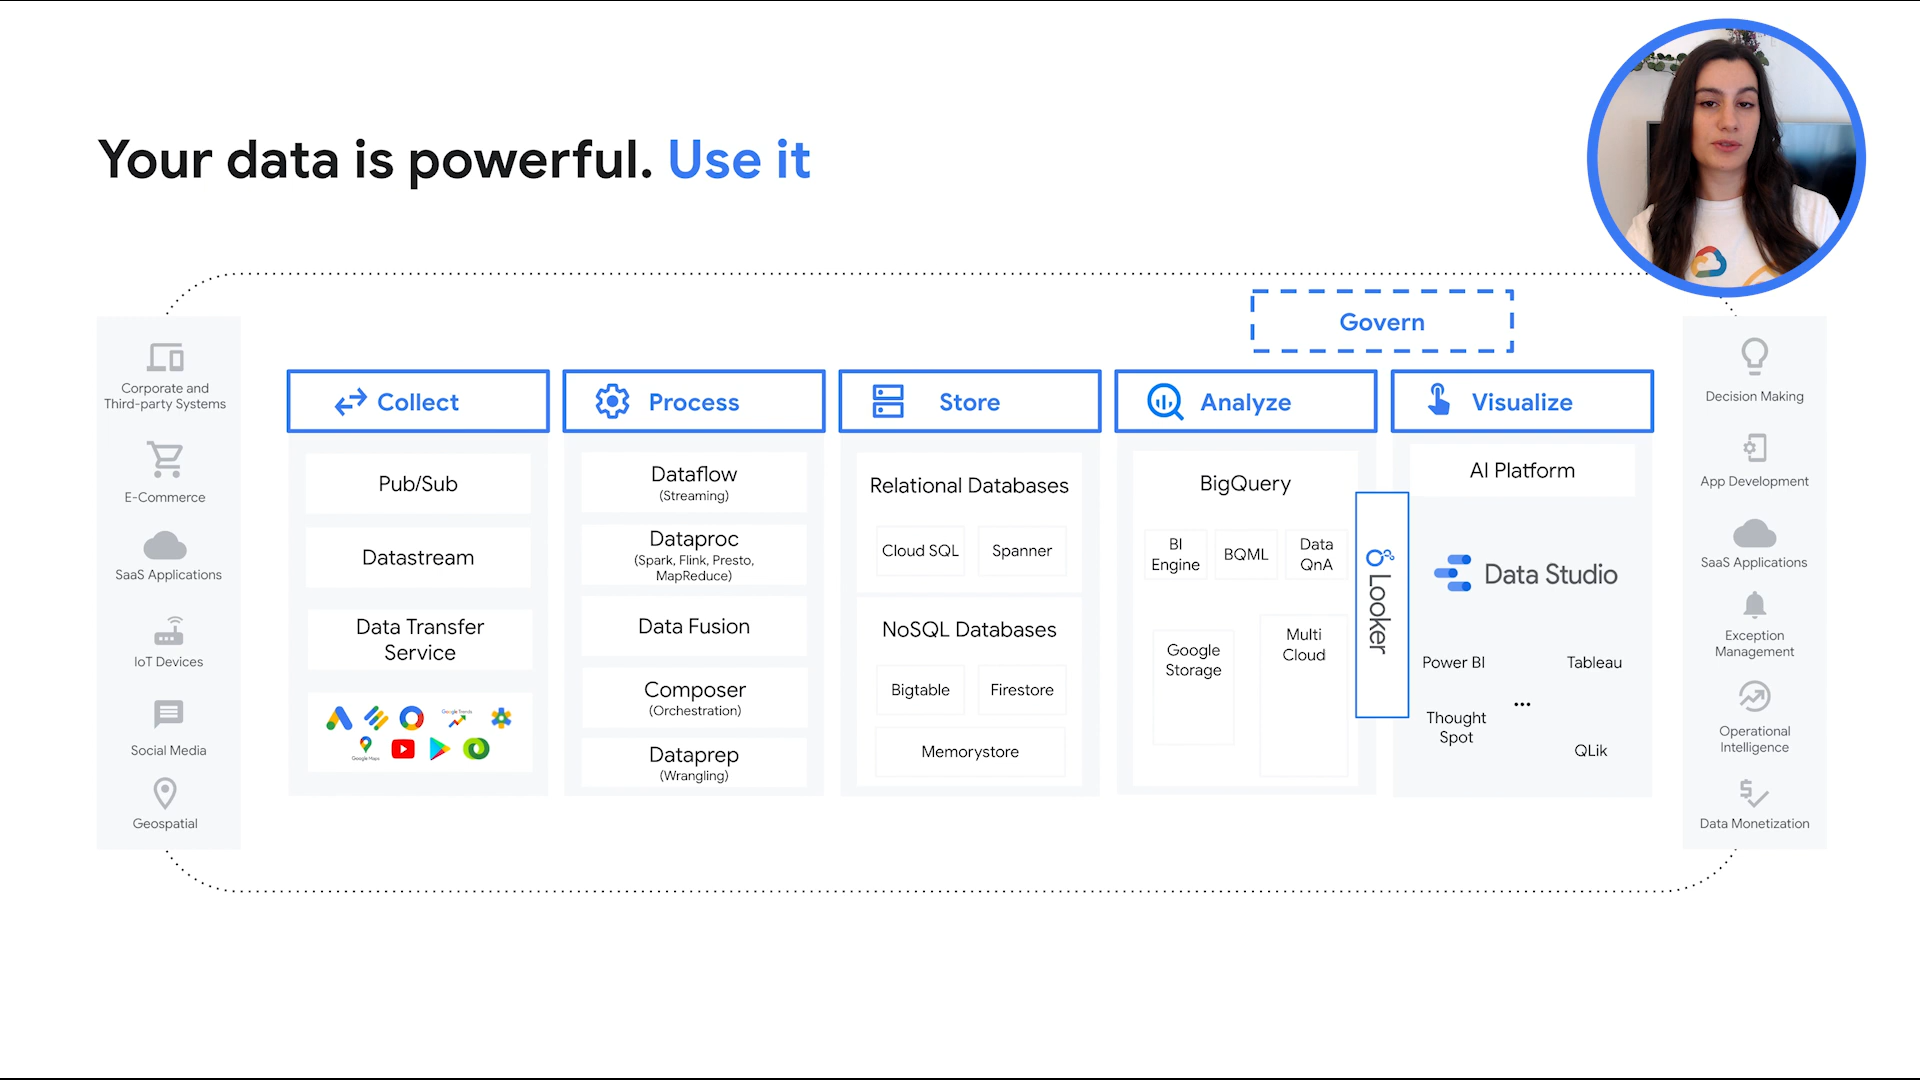 Your data is powerful. Use it
Govern
Corporate and
Third-party Systems
E-Commerce
SaaS Applications
IoT Devices
Social Media
Geospatial
Collect
Pub/Sub
Datastream
Data Transfer
Service
Google Trends
Google Maps
Process
Dataflow
(Streaming)
Dataproc
(Spark, Flink, Presto,
MapReduce)
Data Fusion
Composer
(Orchestration)
Dataprep
(Wrangling)
Store
Relational Databases
Cloud SQL
Spanner
NoSQL Databases
Bigtable
Firestore
Memorystore
Analyze
BigQuery
BI
Engine
BQML
Data
QnA
Google
Storage
Multi
Cloud
Looker
Visualize
AI Platform
Data Studio
Power BI
Tableau
...
Thought
Spot
QLik
Decision Making
App Development
SaaS Applications
Exception
Management
Operational
Intelligence
Data Monetization